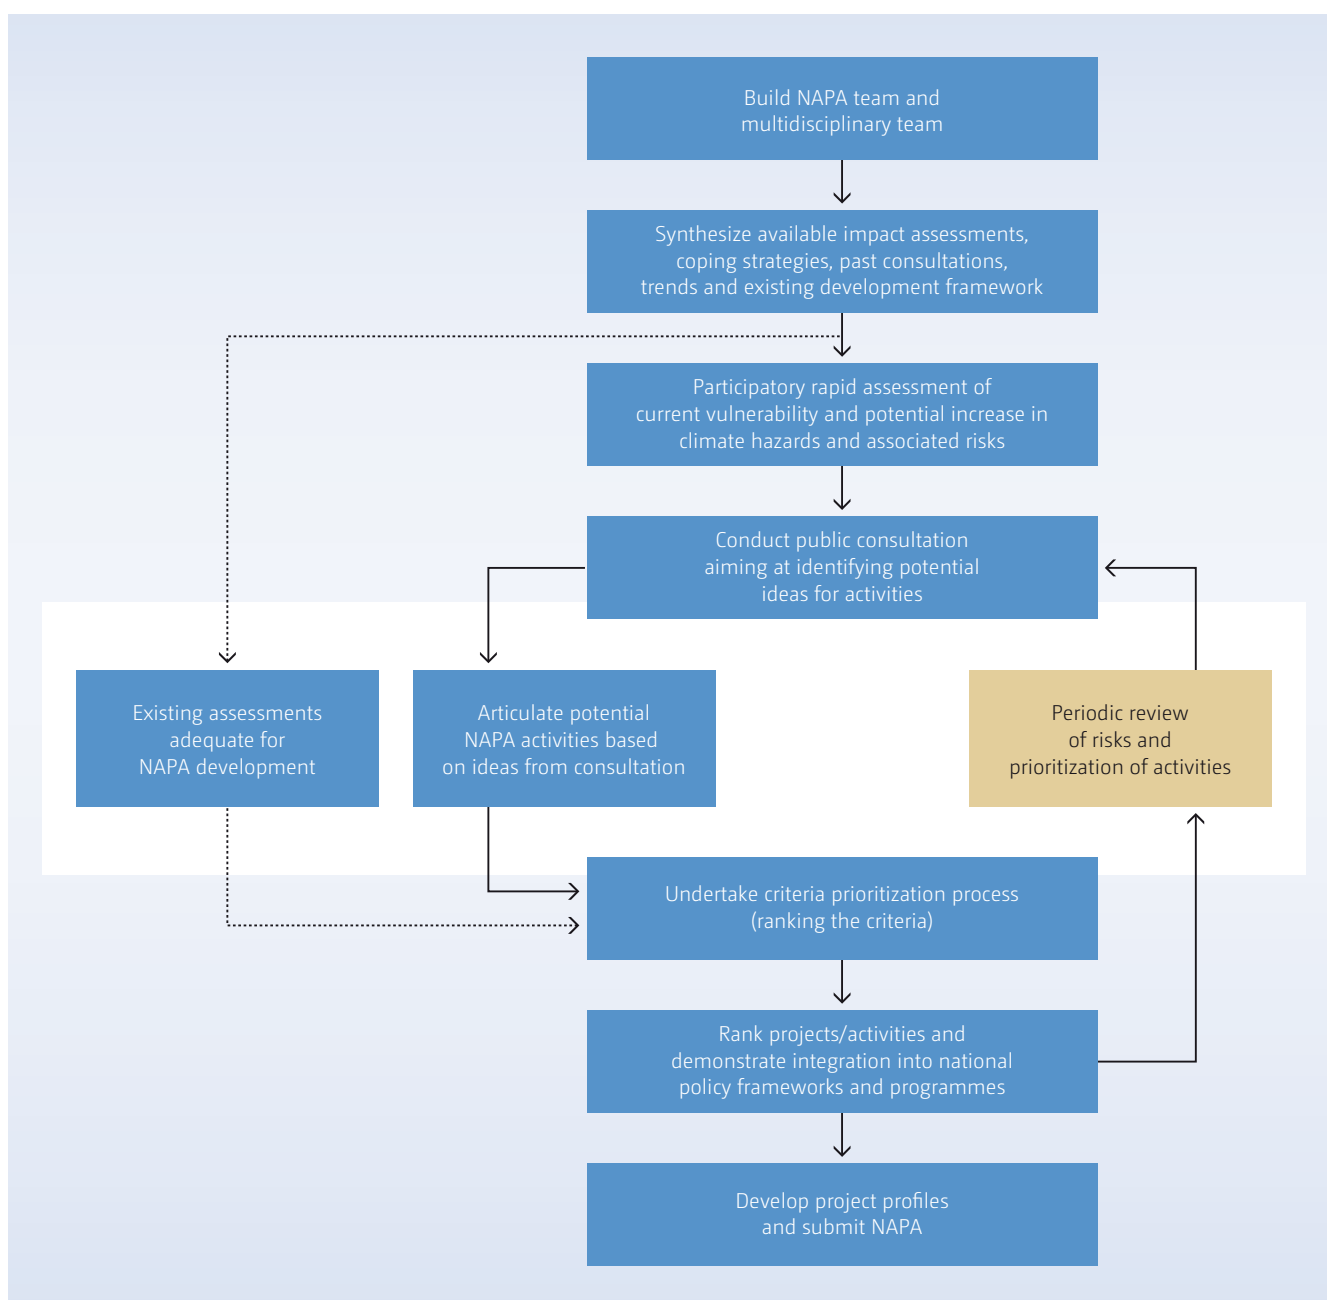 Build NAPA team and
multidisciplinary team
Synthesize available impact assessments,
coping strategies, past consultations,
trends and existing development framework
Participatory rapid assessment of
current vulnerability and potential increase in
climate hazards and associated risks
Conduct public consultation
aiming at identifying potential
ideas for activities
Existing assessments
adequate for
NAPA development
Articulate potential
NAPA activities based
on ideas from consultation
Periodic review
of risks and
prioritization of activities
Undertake criteria prioritization process
(ranking the criteria)
Rank projects/activities and
demonstrate integration into national
policy frameworks and programmes
Develop project profiles
and submit NAPA